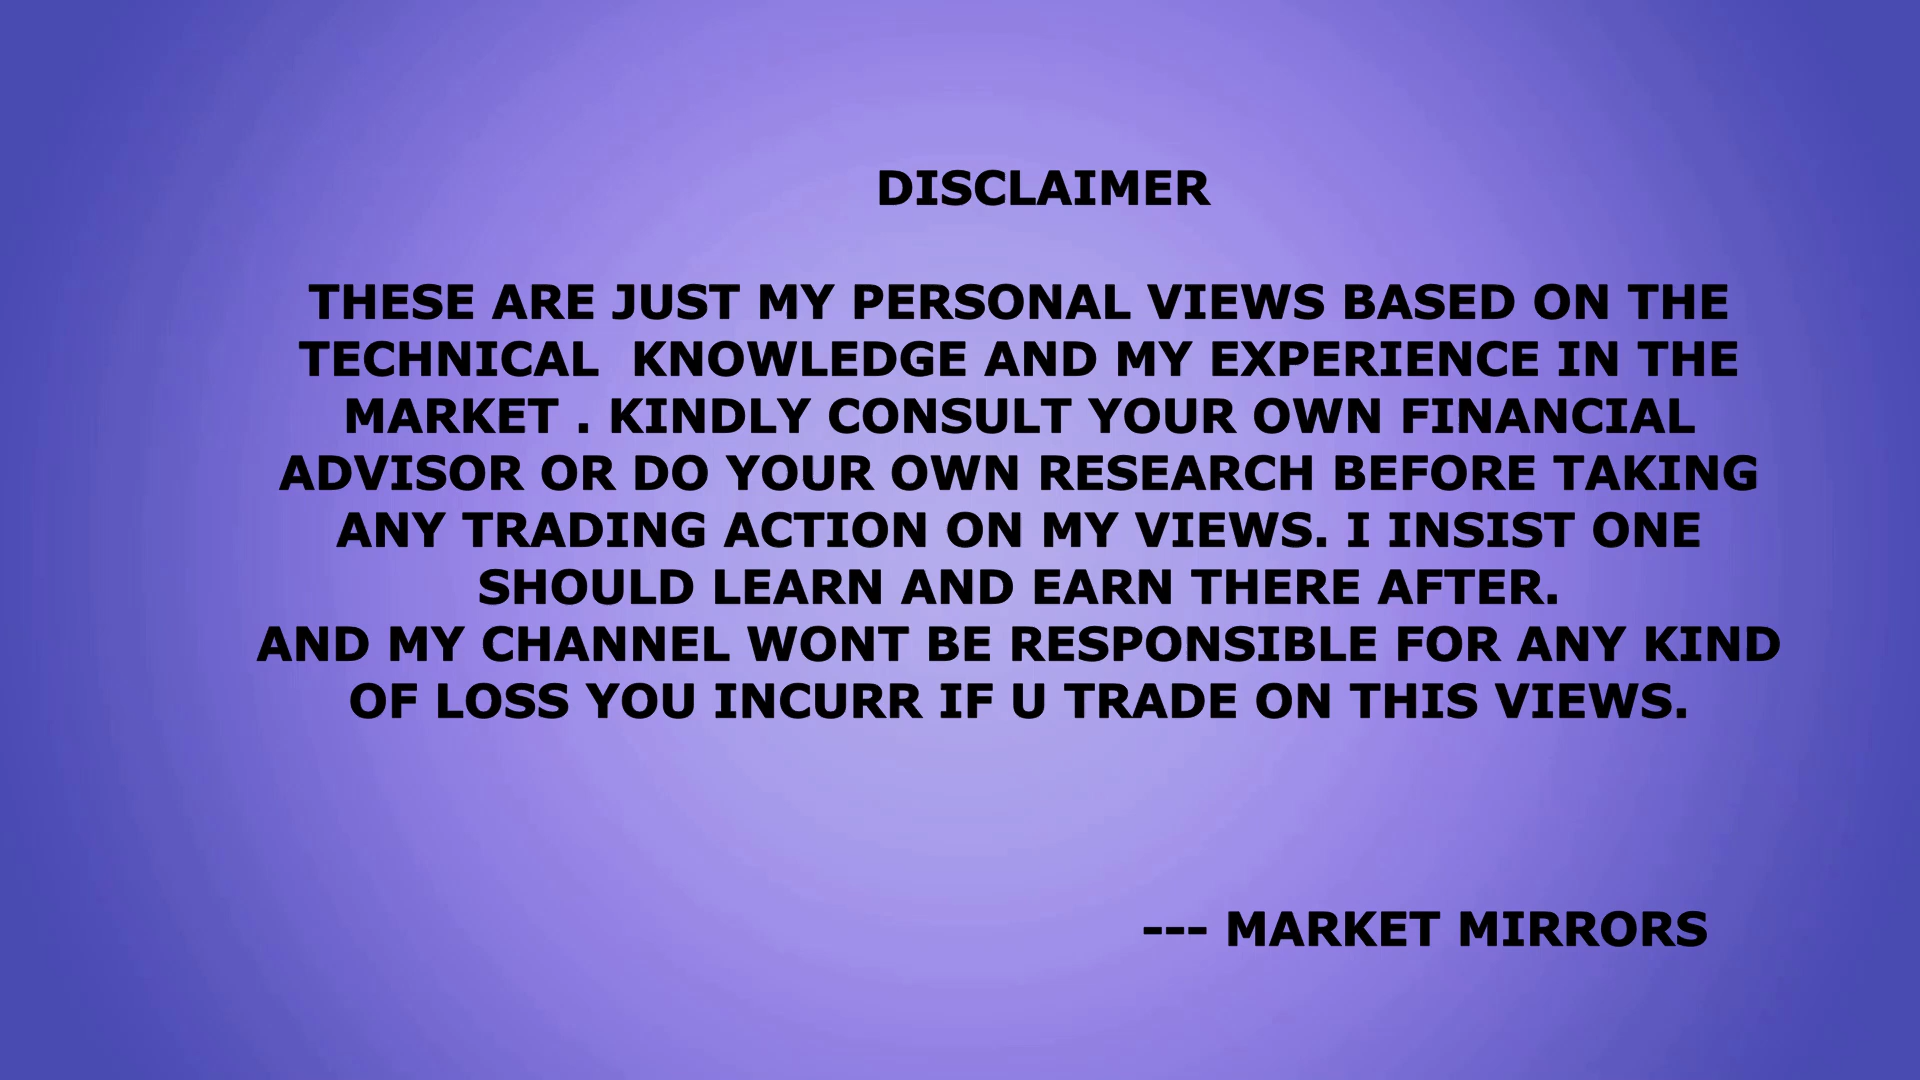 DISCLAIMER
THESE ARE JUST MY PERSONAL VIEWS BASED ON THE
TECHNICAL  KNOWLEDGE AND MY EXPERIENCE IN THE
MARKET . KINDLY CONSULT YOUR OWN FINANCIAL
ADVISOR OR DO YOUR OWN RESEARCH BEFORE TAKING
ANY TRADING ACTION ON MY VIEWS. I INSIST ONE
SHOULD LEARN AND EARN THERE AFTER.
AND MY CHANNEL WONT BE RESPONSIBLE FOR ANY KIND
OF LOSS YOU INCURR IF U TRADE ON THIS VIEWS.
--- MARKET MIRRORS